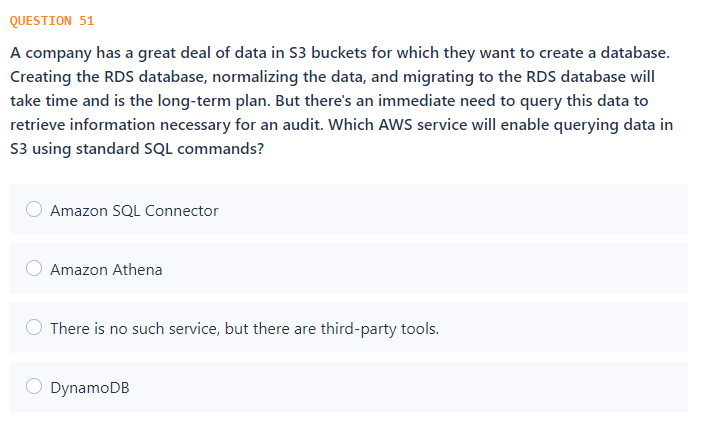 QUESTION 51
A company has a great deal of data in S3 buckets for which they want to create a database.
Creating the RDS database, normalizing the data, and migrating to the RDS database will
take time and is the long-term plan. But there's an immediate need to query this data to
retrieve information necessary for an audit. Which AWS service will enable querying data in
S3 using standard SQL commands?
Amazon SQL Connector
Amazon Athena
There is no such service, but there are third-party tools.
DynamoDB